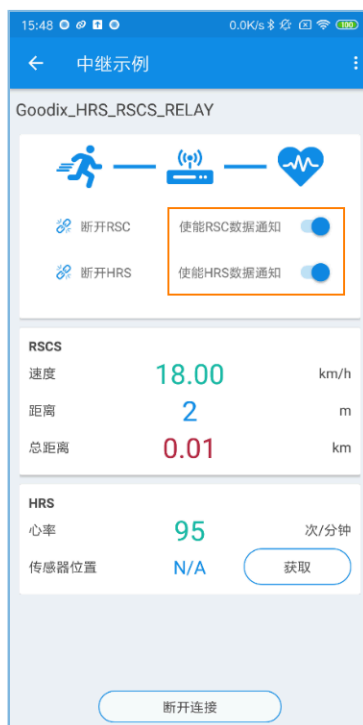 15:48 0.0K/s 100
中继示例
Goodix_HRS_RSCS_RELAY
断开RSC 使能RSC数据通知
断开HRS 使能HRS数据通知
RSCS
速度 18.00 km/h
距离 2 m
总距离 0.01 km
HRS
心率 95 次/分钟
传感器位置 N/A 获取
断开连接